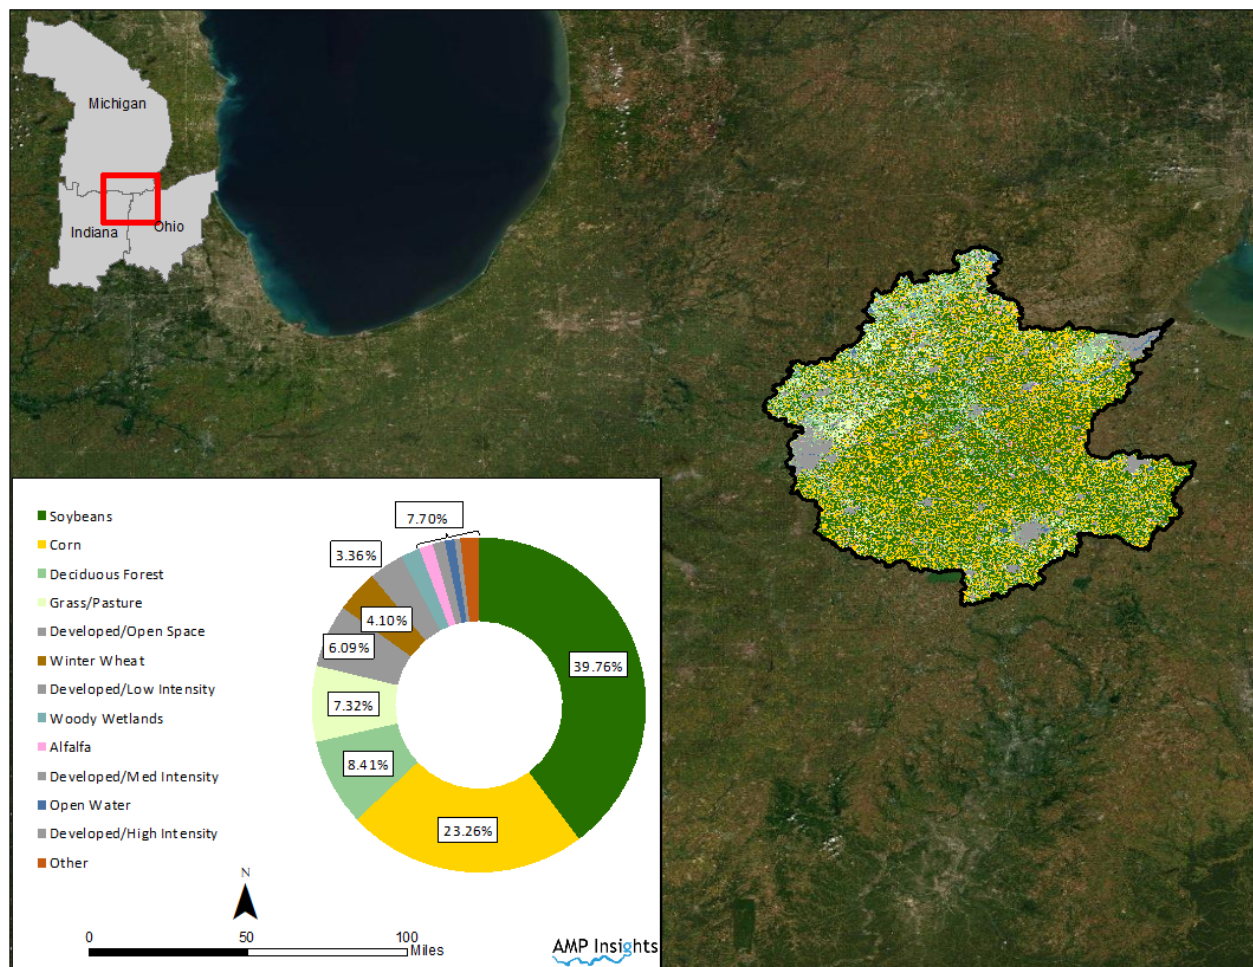 Michigan
Indiana
Ohio
Soybeans
Corn
Deciduous Forest
Grass/Pasture
Developed/Open Space
Winter Wheat
Developed/Low Intensity
Woody Wetlands
Alfalfa
Developed/Med Intensity
Open Water
Developed/High Intensity
Other
7.70%
3.36%
4.10%
6.09%
39.76%
7.32%
8.41%
23.26%
N
0
50
100
Miles
AMP Insights